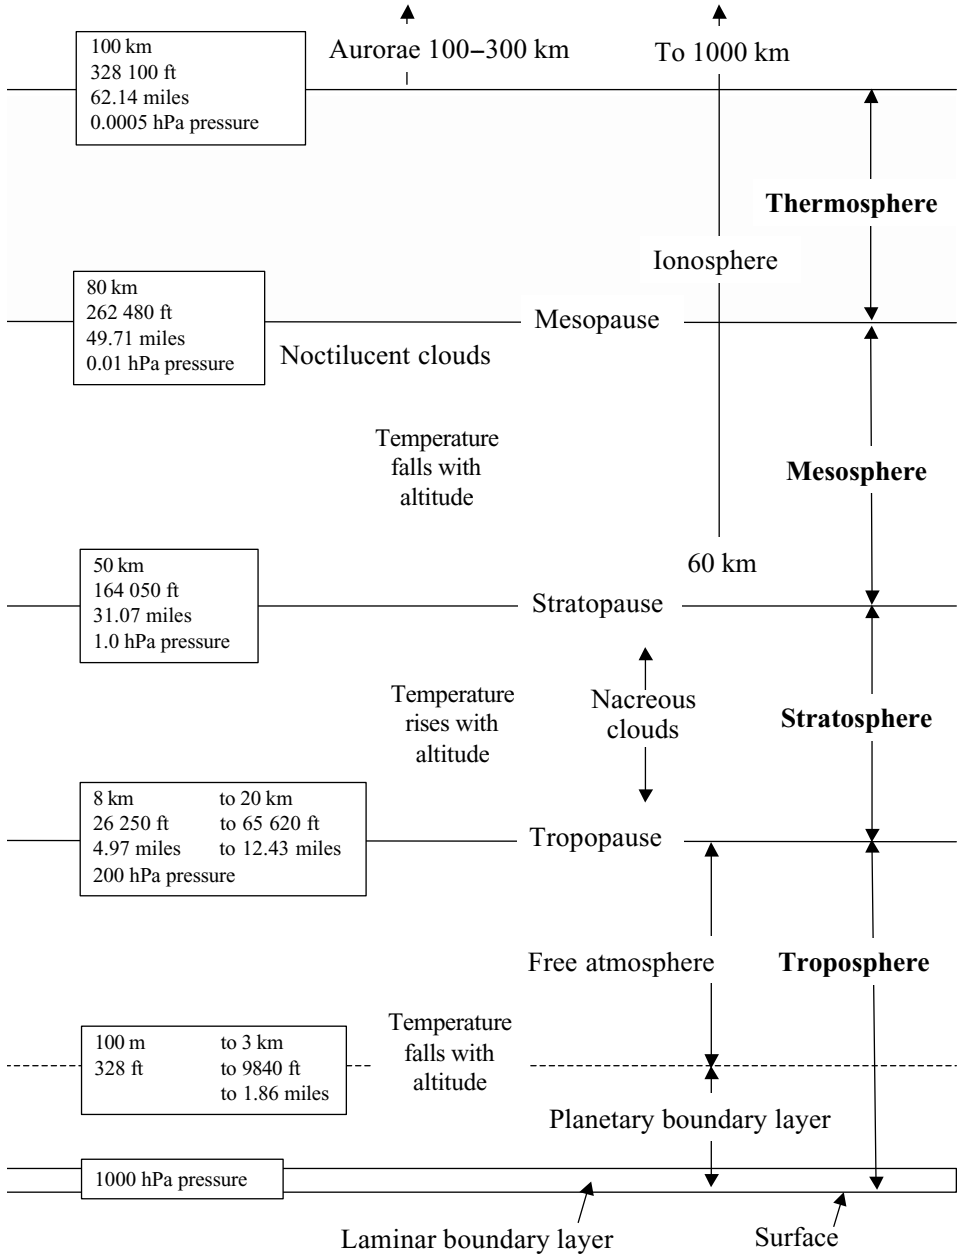 Aurorae 100–300 km
To 1000 km
100 km
328 100 ft
62.14 miles
0.0005 hPa pressure
Thermosphere
Ionosphere
80 km
262 480 ft
49.71 miles
0.01 hPa pressure
Mesopause
Noctilucent clouds
Temperature
falls with
altitude
Mesosphere
60 km
50 km
164 050 ft
31.07 miles
1.0 hPa pressure
Stratopause
Temperature
rises with
altitude
Nacreous
clouds
Stratosphere
8 km to 20 km
26 250 ft to 65 620 ft
4.97 miles to 12.43 miles
200 hPa pressure
Tropopause
Free atmosphere
Troposphere
100 m to 3 km
328 ft to 9840 ft
to 1.86 miles
Temperature
falls with
altitude
Planetary boundary layer
1000 hPa pressure
Laminar boundary layer
Surface